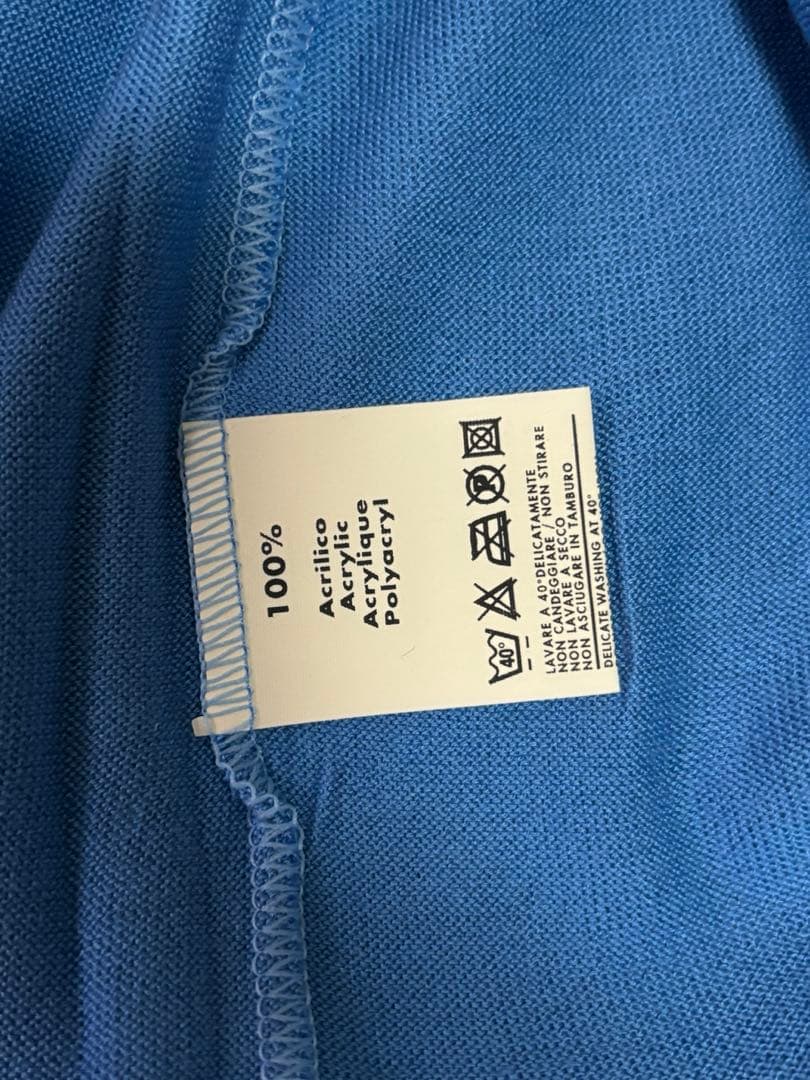 100%
Acrilico
Acrylic
Acrylique
Polyacryl
40°
P
LAVARE A 40°DELICATAMENTE
NON CANDEGGIARE / NON STIRARE
NON LAVARE A SECCO
NON ASCIUGARE IN TAMBURO
DELICATE WASHING AT 40°